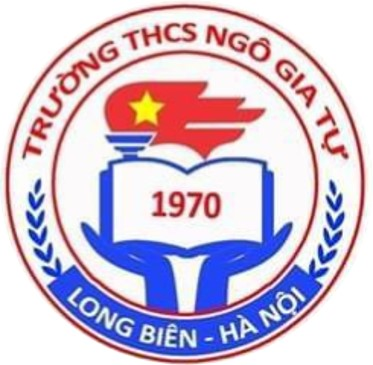 TRƯỜNG THCS NGÔ GIA TỰ
1970
LONG BIÊN - HÀ NỘI